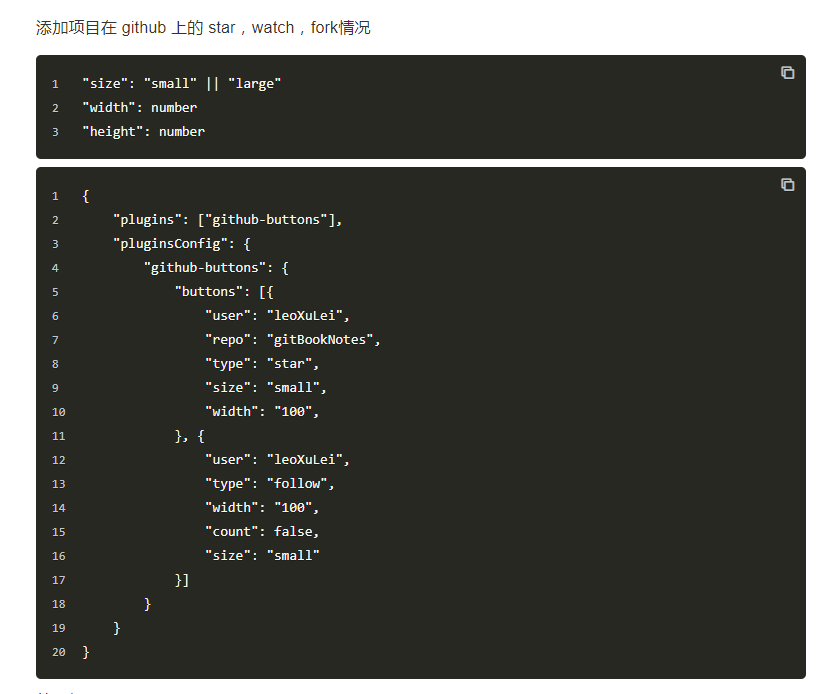 添加项目在 github 上的 star，watch，fork情况
1 "size": "small" || "large"
2 "width": number
3 "height": number
1 {
2     "plugins": ["github-buttons"],
3     "pluginsConfig": {
4         "github-buttons": {
5             "buttons": [{
6                 "user": "leoXuLei",
7                 "repo": "gitBookNotes",
8                 "type": "star",
9                 "size": "small",
10                 "width": "100",
11             }, {
12                 "user": "leoXuLei",
13                 "type": "follow",
14                 "width": "100",
15                 "count": false,
16                 "size": "small"
17             }]
18         }
19     }
20 }